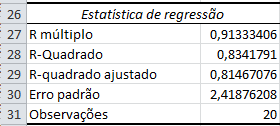 26 Estatística de regressão
27 R múltiplo 0,91333406
28 R-Quadrado 0,8341791
29 R-quadrado ajustado 0,81467076
30 Erro padrão 2,41876208
31 Observações 20